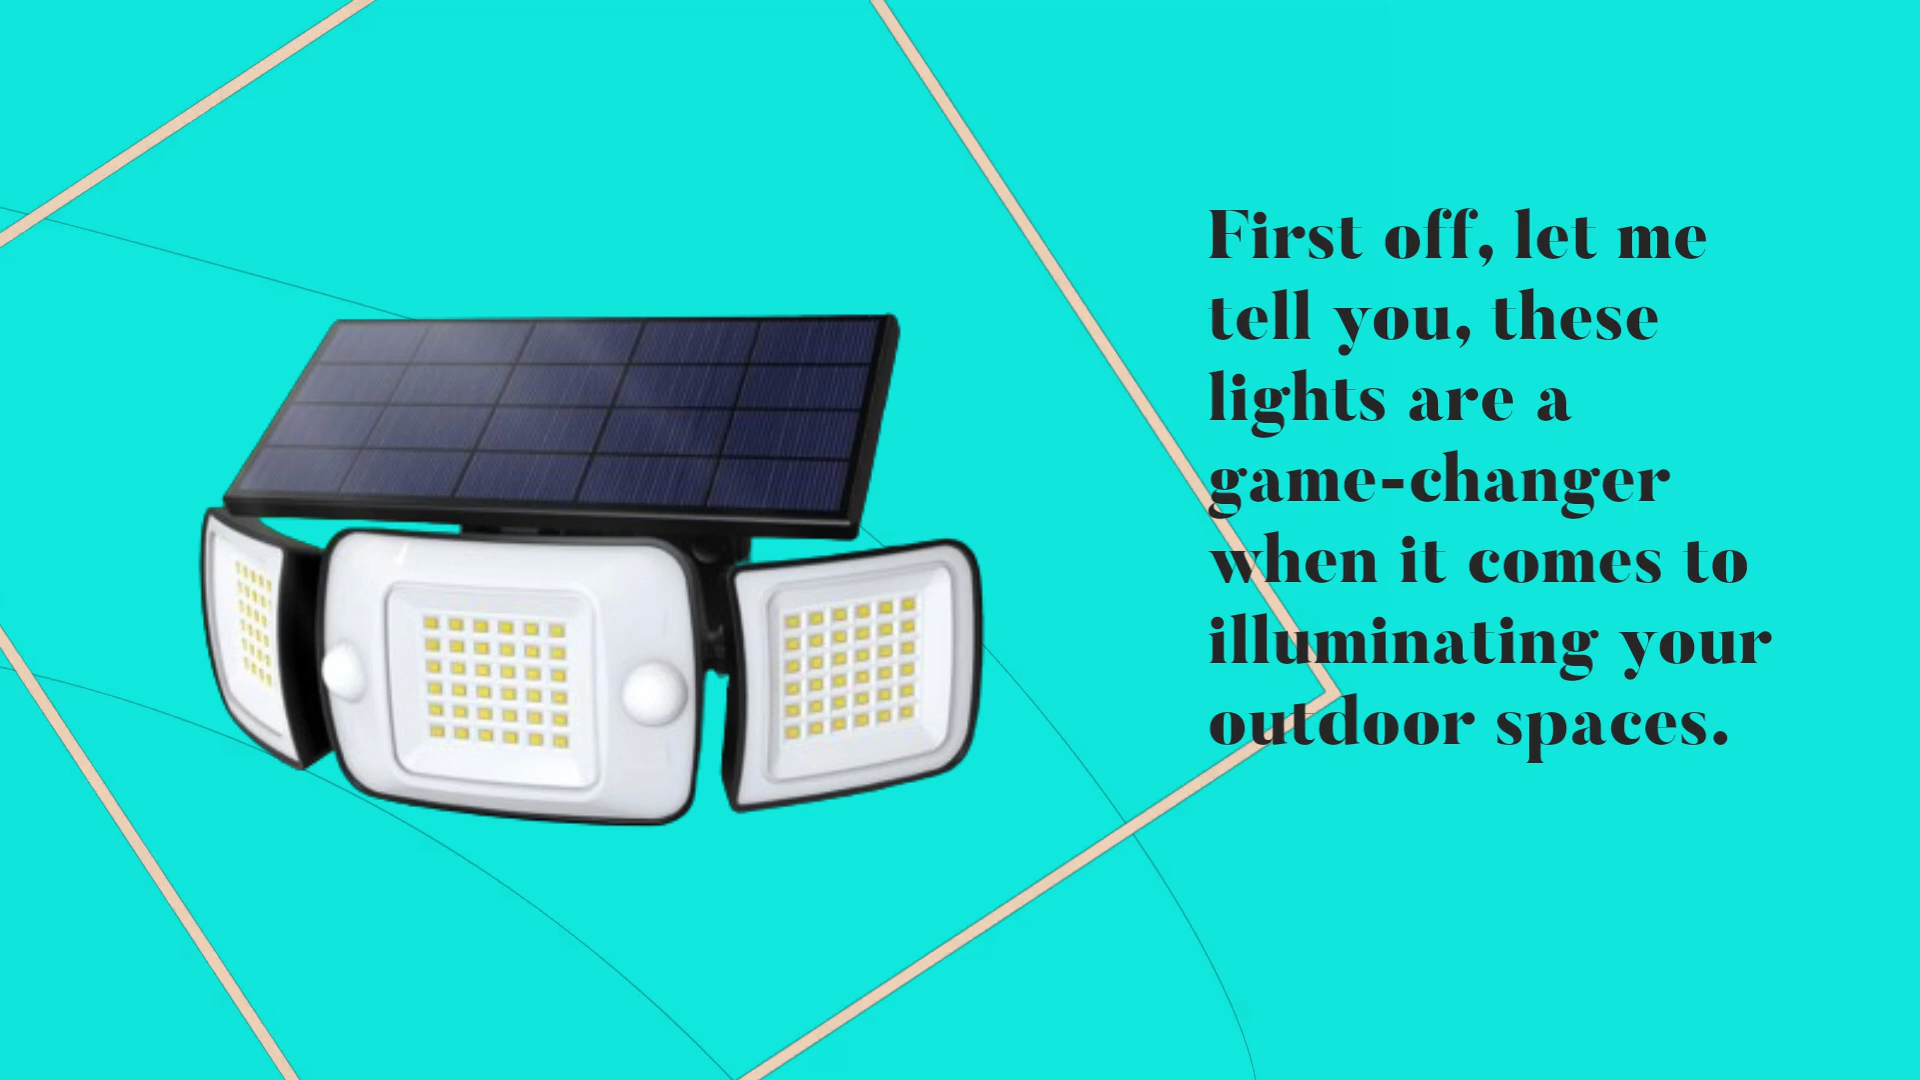 First off, let me
tell you, these
lights are a
game-changer
when it comes to
illuminating your
outdoor spaces.